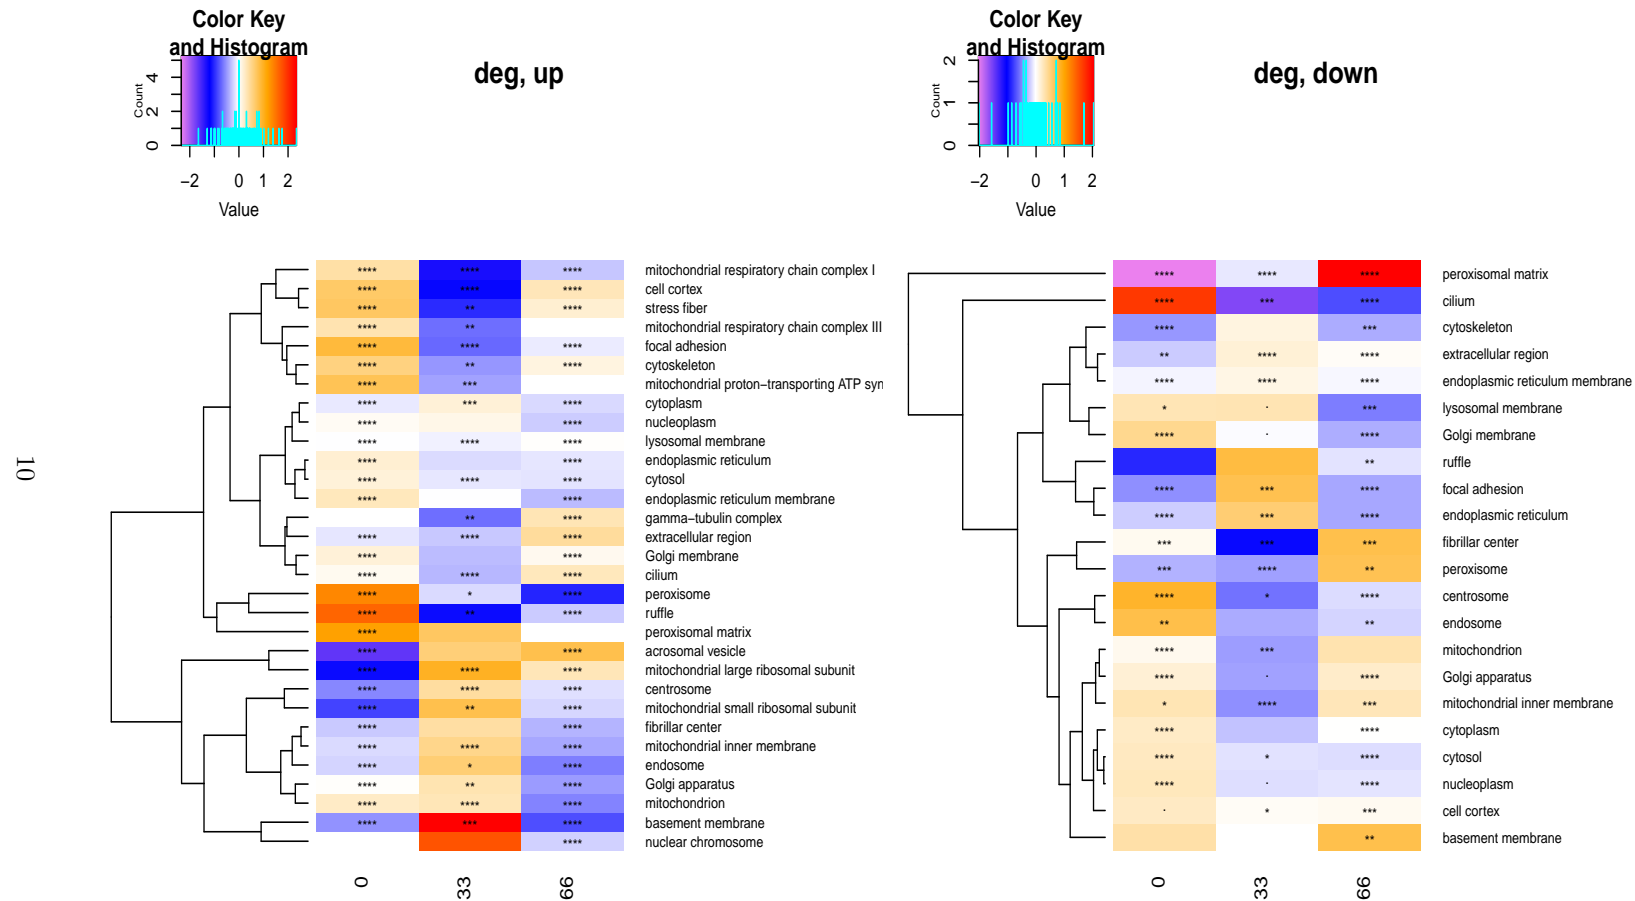 Color Key
and Histogram
Count
0 2 4
−2 0 1 2
Value
deg, up
**** **** **** mitochondrial respiratory chain complex I
**** **** **** cell cortex
**** ** **** stress fiber
**** ** mitochondrial respiratory chain complex III
**** **** **** focal adhesion
**** ** **** cytoskeleton
**** *** mitochondrial proton−transporting ATP syn
**** *** **** cytoplasm
**** **** nucleoplasm
**** **** **** lysosomal membrane
**** **** endoplasmic reticulum
**** **** **** cytosol
**** **** endoplasmic reticulum membrane
** **** gamma−tubulin complex
**** **** **** extracellular region
**** **** Golgi membrane
**** **** **** cilium
**** * **** peroxisome
**** ** **** ruffle
**** peroxisomal matrix
**** **** acrosomal vesicle
**** **** **** mitochondrial large ribosomal subunit
**** **** **** centrosome
**** ** **** mitochondrial small ribosomal subunit
**** **** fibrillar center
**** **** **** mitochondrial inner membrane
**** * **** endosome
**** ** **** Golgi apparatus
**** **** **** mitochondrion
**** *** **** basement membrane
**** nuclear chromosome
0 33 66
Color Key
and Histogram
Count
0 1 2
−2 0 1 2
Value
deg, down
**** **** **** peroxisomal matrix
**** *** **** cilium
**** *** cytoskeleton
** **** **** extracellular region
**** **** **** endoplasmic reticulum membrane
* . *** lysosomal membrane
**** . **** Golgi membrane
** ruffle
**** *** **** focal adhesion
**** *** **** endoplasmic reticulum
*** *** *** fibrillar center
*** **** ** peroxisome
**** * **** centrosome
** ** endosome
**** *** mitochondrion
**** . **** Golgi apparatus
* **** *** mitochondrial inner membrane
**** **** cytoplasm
**** * **** cytosol
**** . **** nucleoplasm
. * *** cell cortex
** basement membrane
0 33 66
10